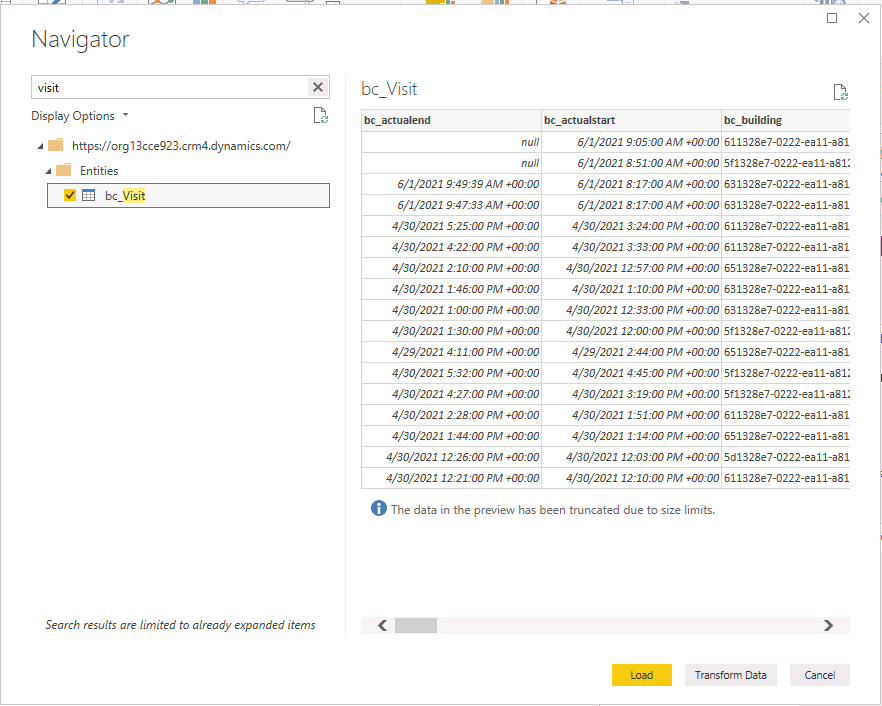 Navigator
visit
Display Options
https://org13cce923.crm4.dynamics.com/
Entities
bc_Visit
Search results are limited to already expanded items
bc_Visit
bc_actualend bc_actualstart bc_building
null 6/1/2021 9:05:00 AM +00:00 611328e7-0222-ea11-a81
null 6/1/2021 8:51:00 AM +00:00 5f1328e7-0222-ea11-a812
6/1/2021 9:49:39 AM +00:00 6/1/2021 8:17:00 AM +00:00 631328e7-0222-ea11-a81
6/1/2021 9:47:33 AM +00:00 6/1/2021 8:17:00 AM +00:00 631328e7-0222-ea11-a81
4/30/2021 5:25:00 PM +00:00 4/30/2021 3:24:00 PM +00:00 611328e7-0222-ea11-a81
4/30/2021 4:22:00 PM +00:00 4/30/2021 3:33:00 PM +00:00 611328e7-0222-ea11-a81
4/30/2021 2:10:00 PM +00:00 4/30/2021 12:57:00 PM +00:00 651328e7-0222-ea11-a81
4/30/2021 1:46:00 PM +00:00 4/30/2021 1:10:00 PM +00:00 631328e7-0222-ea11-a81
4/30/2021 1:00:00 PM +00:00 4/30/2021 12:33:00 PM +00:00 631328e7-0222-ea11-a81
4/30/2021 1:30:00 PM +00:00 4/30/2021 12:00:00 PM +00:00 5f1328e7-0222-ea11-a812
4/29/2021 4:11:00 PM +00:00 4/29/2021 2:44:00 PM +00:00 651328e7-0222-ea11-a81
4/30/2021 5:32:00 PM +00:00 4/30/2021 4:45:00 PM +00:00 5f1328e7-0222-ea11-a812
4/30/2021 4:27:00 PM +00:00 4/30/2021 3:19:00 PM +00:00 5f1328e7-0222-ea11-a812
4/30/2021 2:28:00 PM +00:00 4/30/2021 1:51:00 PM +00:00 611328e7-0222-ea11-a81
4/30/2021 1:44:00 PM +00:00 4/30/2021 1:14:00 PM +00:00 651328e7-0222-ea11-a81
4/30/2021 12:26:00 PM +00:00 4/30/2021 12:03:00 PM +00:00 5d1328e7-0222-ea11-a81
4/30/2021 12:21:00 PM +00:00 4/30/2021 12:10:00 PM +00:00 611328e7-0222-ea11-a81
The data in the preview has been truncated due to size limits.
Load Transform Data Cancel